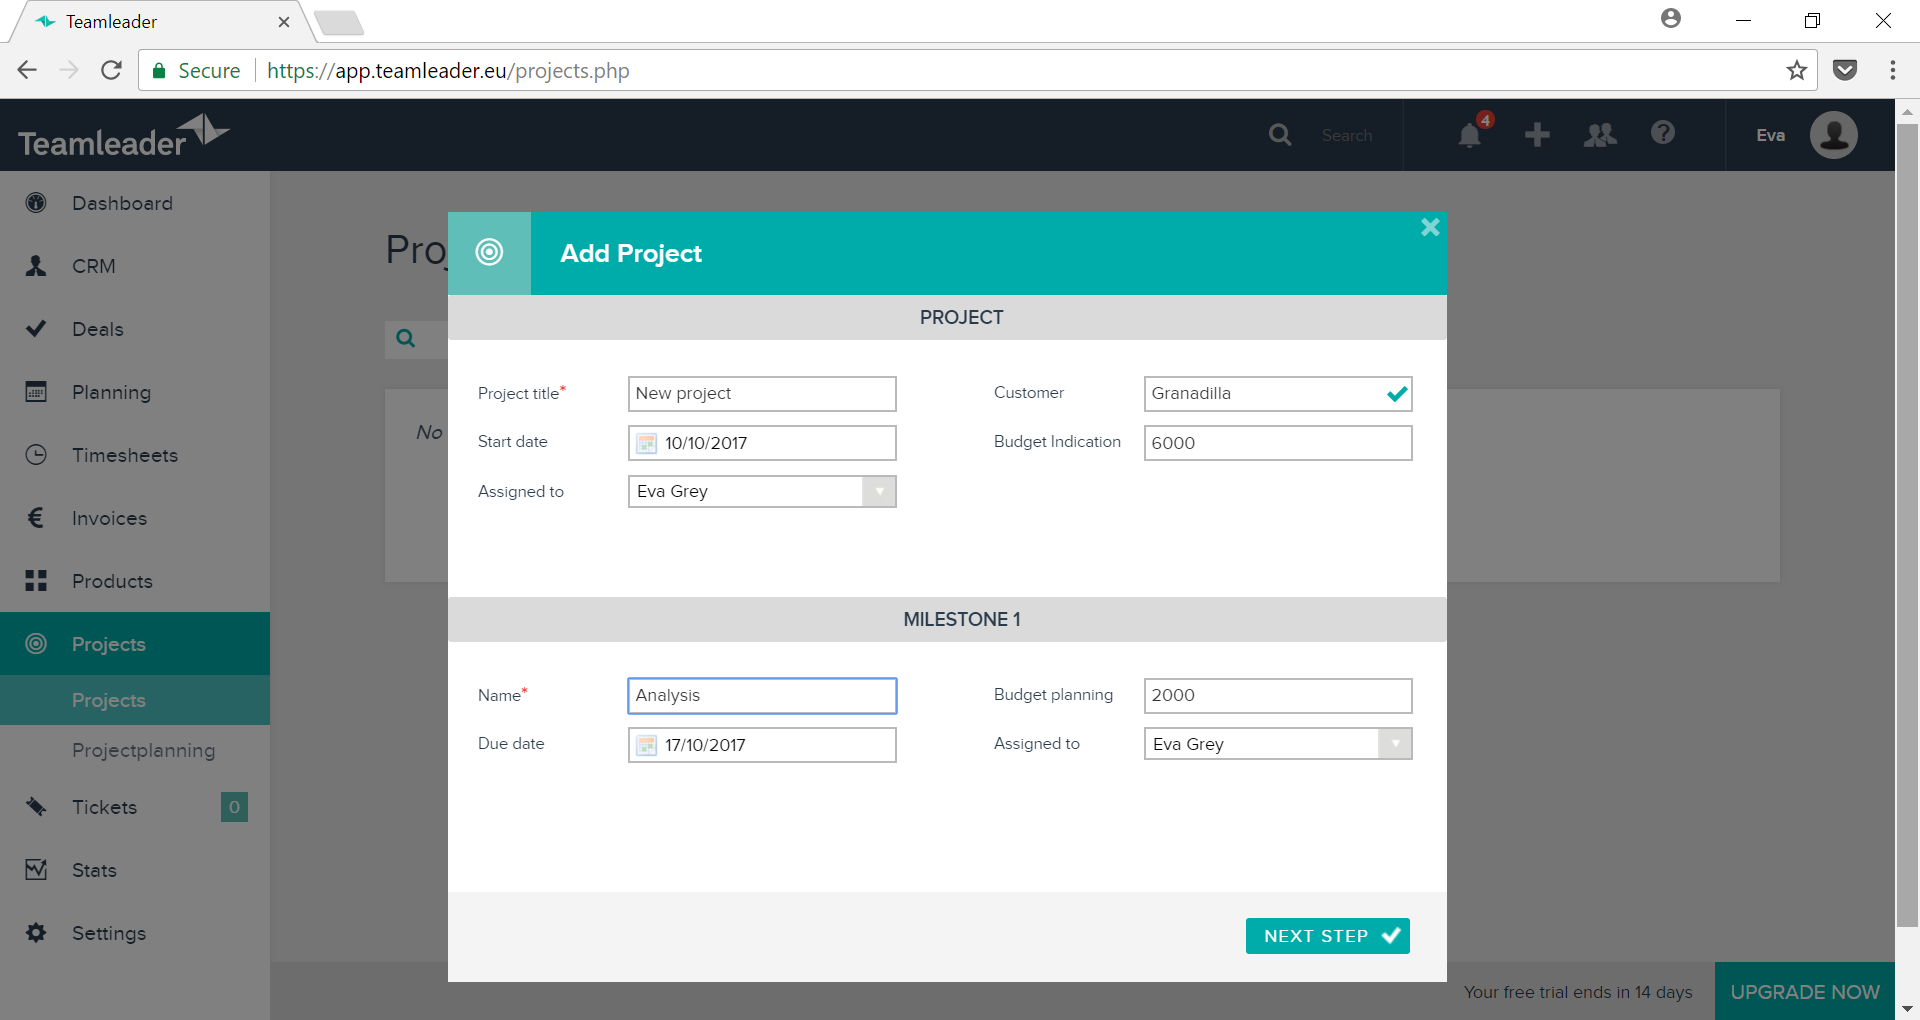 Teamleader
Secure https://app.teamleader.eu/projects.php
Teamleader
Search
4
Eva
Dashboard
CRM
Deals
Planning
Timesheets
Invoices
Products
Projects
Projects
Projectplanning
Tickets 0
Stats
Settings
Proj
No
Add Project
PROJECT
Project title* New project
Customer Granadilla
Start date 10/10/2017
Budget Indication 6000
Assigned to Eva Grey
MILESTONE 1
Name* Analysis
Budget planning 2000
Due date 17/10/2017
Assigned to Eva Grey
NEXT STEP
Your free trial ends in 14 days
UPGRADE NOW